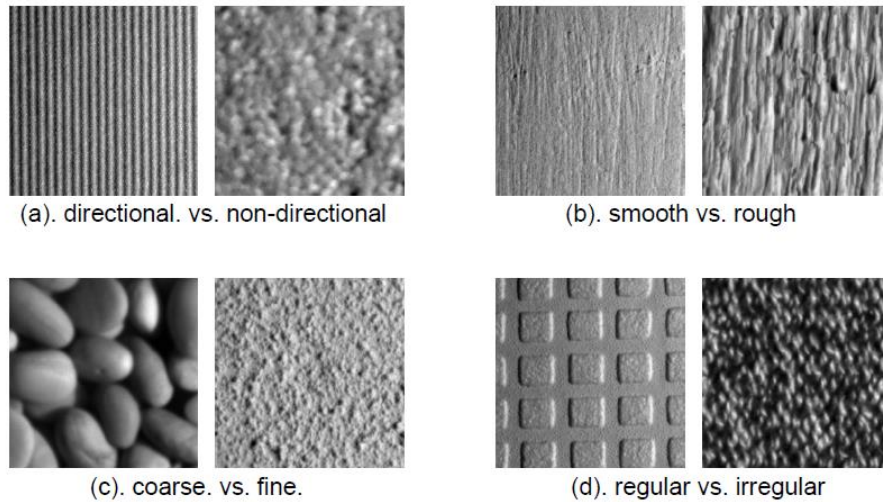 (a). directional. vs. non-directional
(b). smooth vs. rough
(c). coarse. vs. fine.
(d). regular vs. irregular